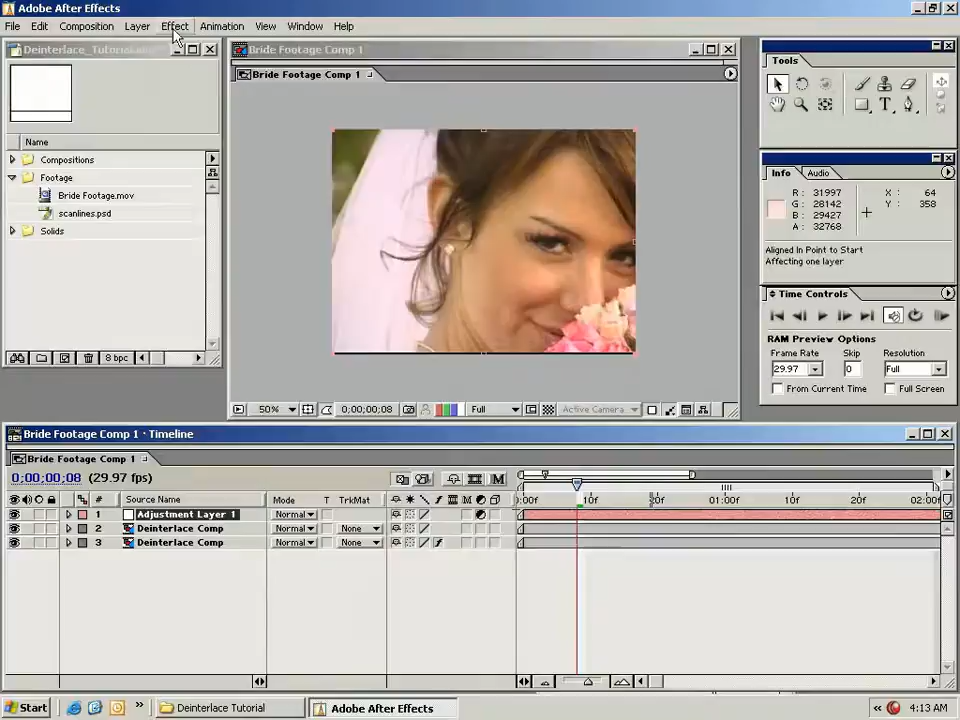 Adobe After Effects
File Edit Composition Layer Effect Animation View Window Help
Deinterlace_Tutorial
Bride Footage Comp 1
Bride Footage Comp 1
Tools
Name
Compositions
Footage
Bride Footage.mov
scanlines.psd
Solids
Info Audio
R : 31997 X : 64
G : 28142 Y : 358
B : 29427
A : 32768
Aligned In Point to Start
Affecting one layer
Time Controls
RAM Preview Options
Frame Rate Skip Resolution
29.97 0 Full
From Current Time Full Screen
8 bpc
50% 0;00;00;08 Full Active Camera
Bride Footage Comp 1 · Timeline
Bride Footage Comp 1
0;00;00;08 (29.97 fps)
# Source Name Mode T TrkMat
:00f 10f 20f 01:00f 10f 20f 02:00f
1 Adjustment Layer 1 Normal
2 Deinterlace Comp Normal None
3 Deinterlace Comp Normal None
Start Deinterlace Tutorial Adobe After Effects 4:13 AM